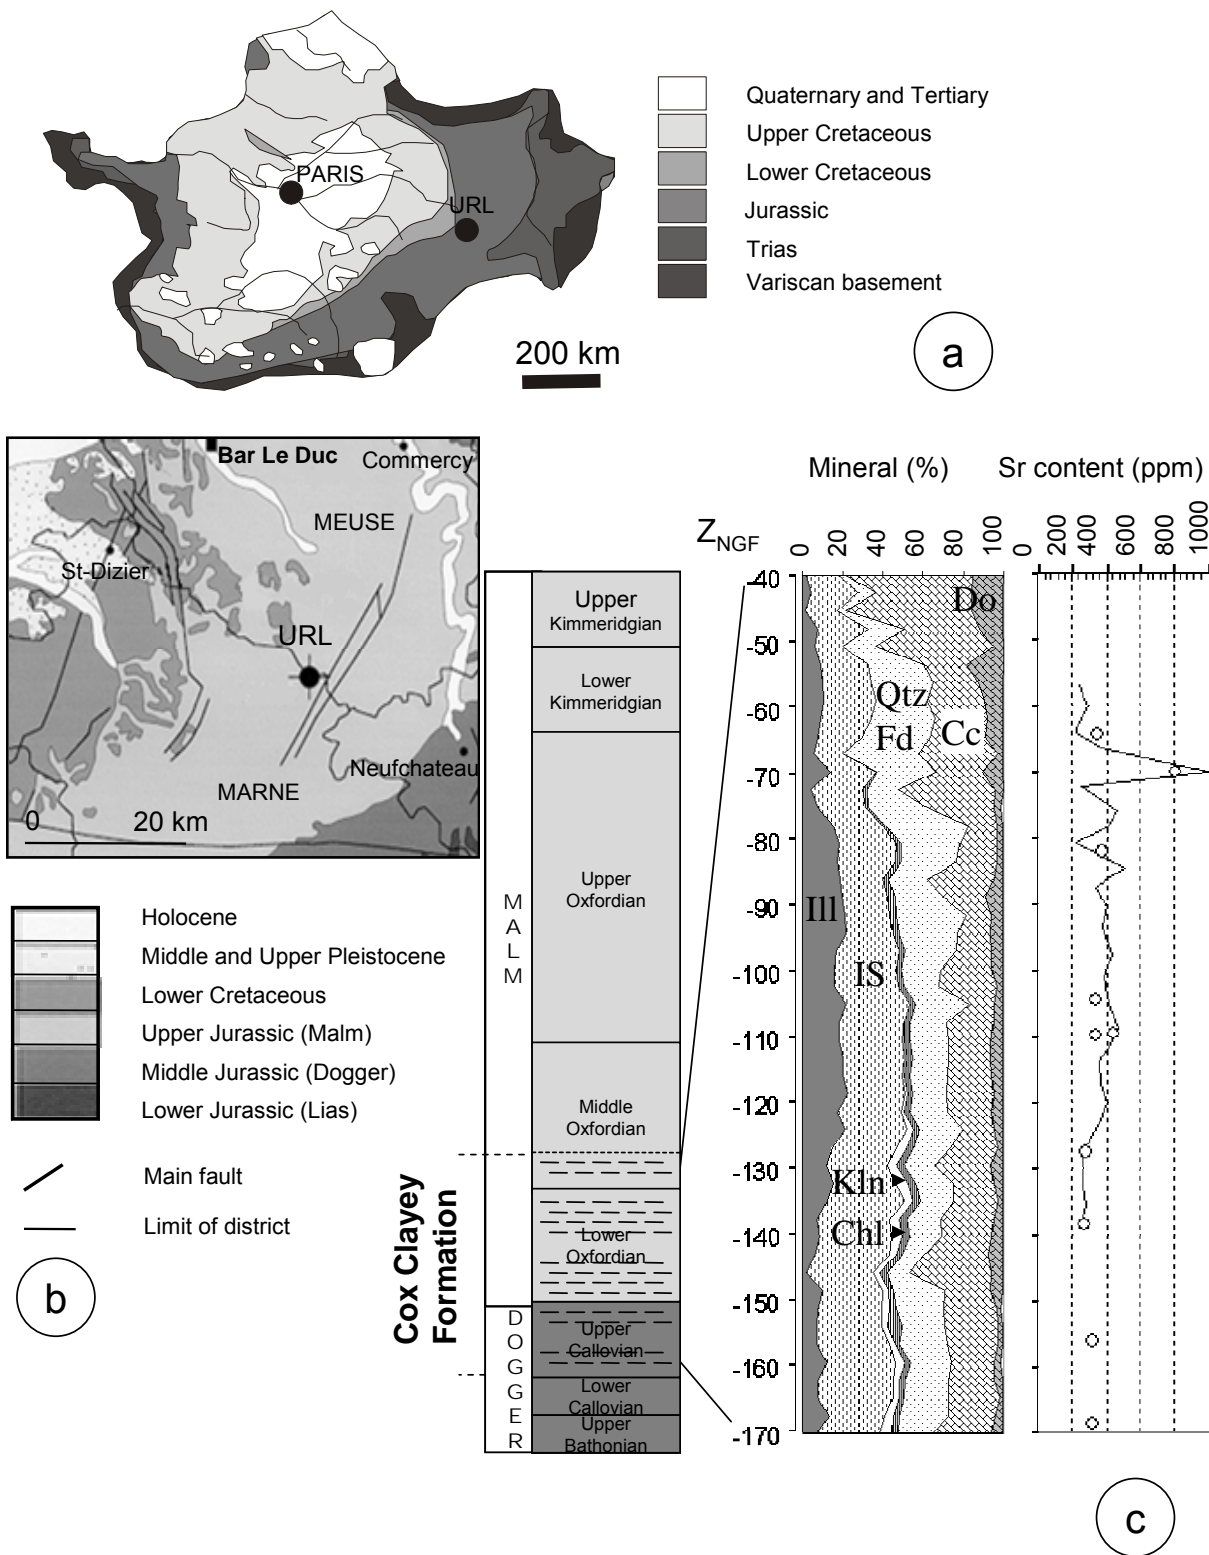 Quaternary and Tertiary
Upper Cretaceous
Lower Cretaceous
Jurassic
Trias
Variscan basement
PARIS
URL
200 km
a
Bar Le Duc
Commercy
MEUSE
St-Dizier
URL
Neufchateau
MARNE
0 20 km
Holocene
Middle and Upper Pleistocene
Lower Cretaceous
Upper Jurassic (Malm)
Middle Jurassic (Dogger)
Lower Jurassic (Lias)
Main fault
Limit of district
b
Cox Clayey
Formation
MALM
DOGGER
Upper
Kimmeridgian
Lower
Kimmeridgian
Upper
Oxfordian
Middle
Oxfordian
Lower
Oxfordian
Upper
Callovian
Lower
Callovian
Upper
Bathonian
Mineral (%)
Sr content (ppm)
ZNGF
0 20 40 60 80 100
0 200 400 600 800 1000
-40
-50
-60
-70
-80
-90
-100
-110
-120
-130
-140
-150
-160
-170
Do
Qtz
Fd
Cc
Ill
IS
Kln
Chl
c